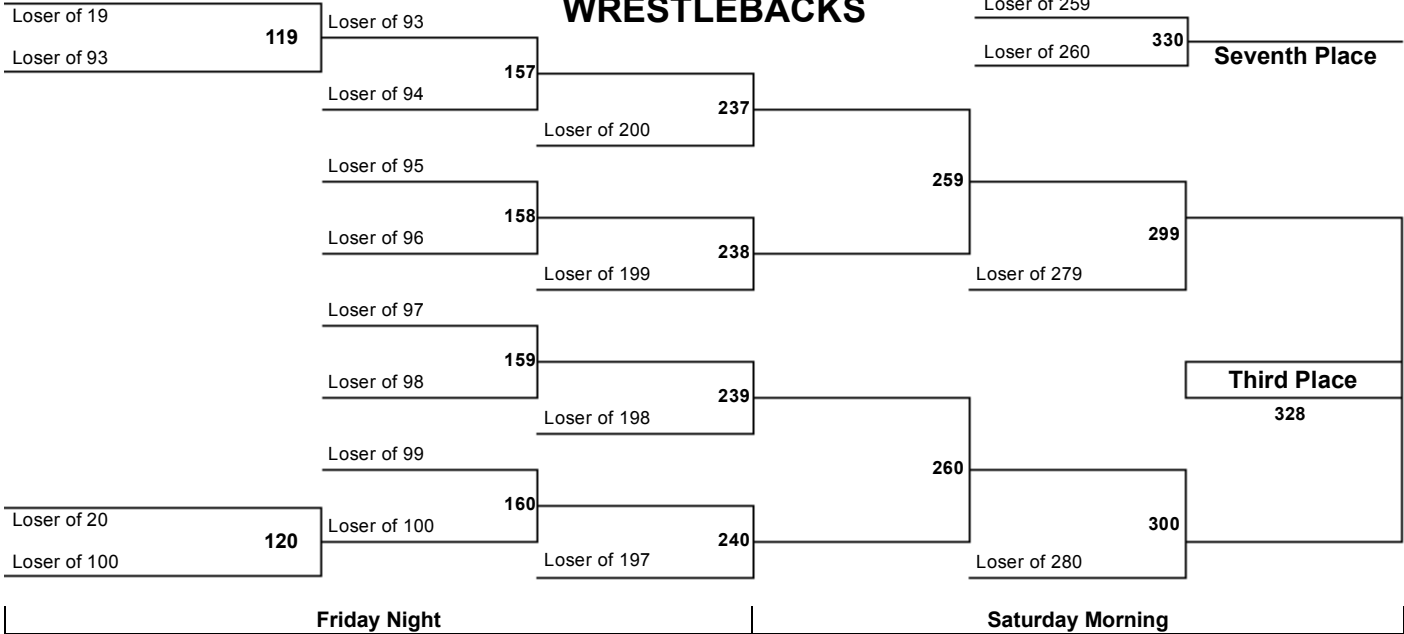 WRESTLEBACKS
Loser of 19
119
Loser of 93
Loser of 93
157
Loser of 94
237
Loser of 200
Loser of 95
158
Loser of 96
238
Loser of 199
259
Loser of 97
159
Loser of 98
239
Loser of 198
Loser of 99
160
Loser of 100
Loser of 20
120
Loser of 100
240
Loser of 197
260
299
Loser of 279
300
Loser of 280
Loser of 259
330
Loser of 260
Seventh Place
Third Place
328
Friday Night
Saturday Morning